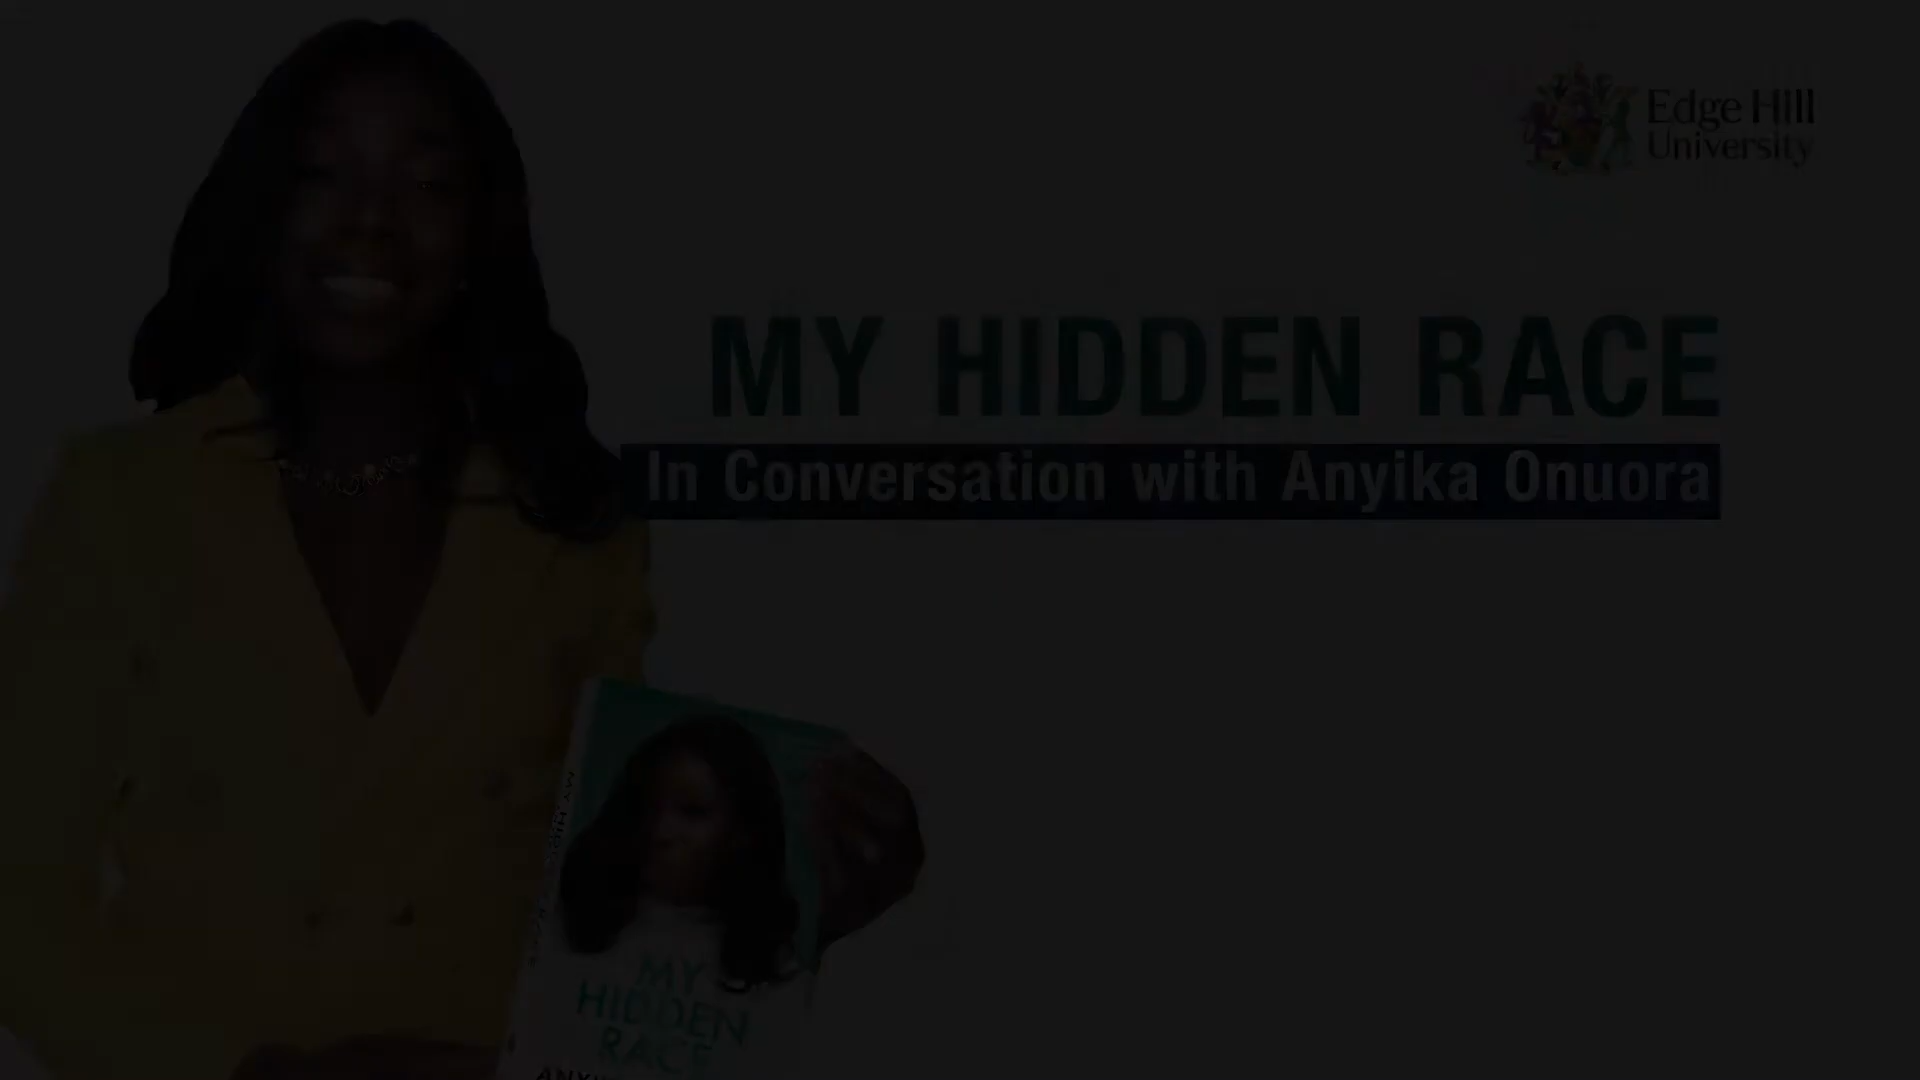 Edge Hill
University
MY HIDDEN RACE
In Conversation with Anyika Onuora
MY
HIDDEN
RACE